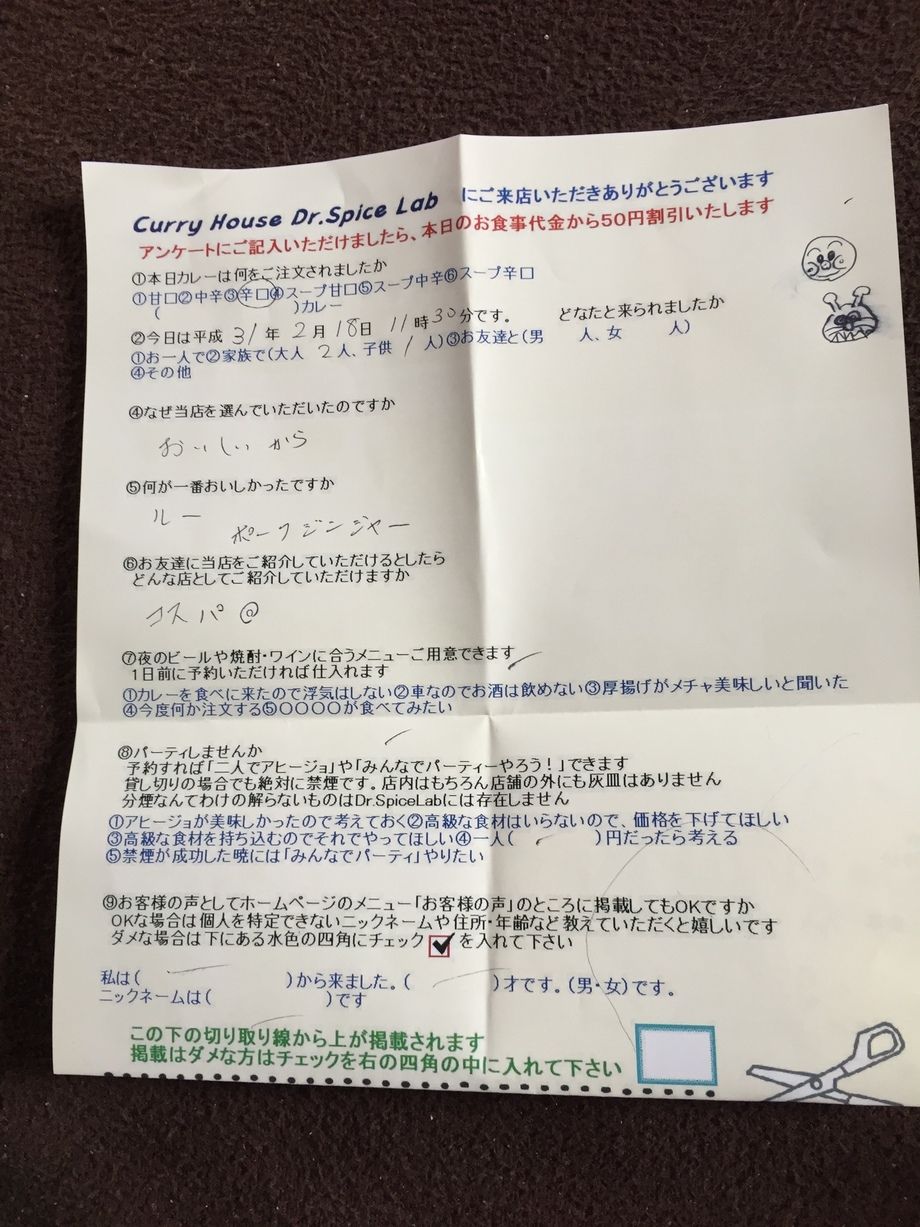 Curry House Dr.Spice Lab にご来店いただきありがとうございます
アンケートにご記入いただけましたら、本日のお食事代金から50円割引いたします
①本日カレーは何をご注文されましたか
①甘口②中辛③辛口④スープ甘口⑤スープ中辛⑥スープ辛口
( )カレー
②今日は平成 31 年 2 月 18日 11 時 30 分です。 どなたと来られましたか
①お一人で②家族で(大人 2 人、子供 1 人)③お友達と(男 人、女 人)
④その他
④なぜ当店を選んでいただいたのですか
おいしいから
⑤何が一番おいしかったですか
ルー
ポークジンジャー
⑥お友達に当店をご紹介していただけるとしたら
どんな店としてご紹介していただけますか
コスパ◎
⑦夜のビールや焼酎・ワインに合うメニューご用意できます
1日前に予約いただければ仕入れます
①カレーを食べに来たので浮気はしない②車なのでお酒は飲めない③厚揚げがメチャ美味しいと聞いた
④今度何か注文する⑤〇〇〇〇が食べてみたい
⑧パーティしませんか
予約すれば「二人でアヒージョ」や「みんなでパーティーやろう!」できます
貸し切りの場合でも絶対に禁煙です。店内はもちろん店舗の外にも灰皿はありません
分煙なんてわけの解らないものはDr.SpiceLabには存在しません
①アヒージョが美味しかったので考えておく②高級な食材はいらないので、価格を下げてほしい
③高級な食材を持ち込むのでそれでやってほしい④一人( )円だったら考える
⑤禁煙が成功した暁には「みんなでパーティ」やりたい
⑨お客様の声としてホームページのメニュー「お客様の声」のところに掲載してもOKですか
OKな場合は個人を特定できないニックネームや住所・年齢など教えていただくと嬉しいです
ダメな場合は下にある水色の四角にチェック ✔ を入れて下さい
私は( )から来ました。( )才です。(男・女)です。
ニックネームは( )です
この下の切り取り線から上が掲載されます
掲載はダメな方はチェックを右の四角の中に入れて下さい